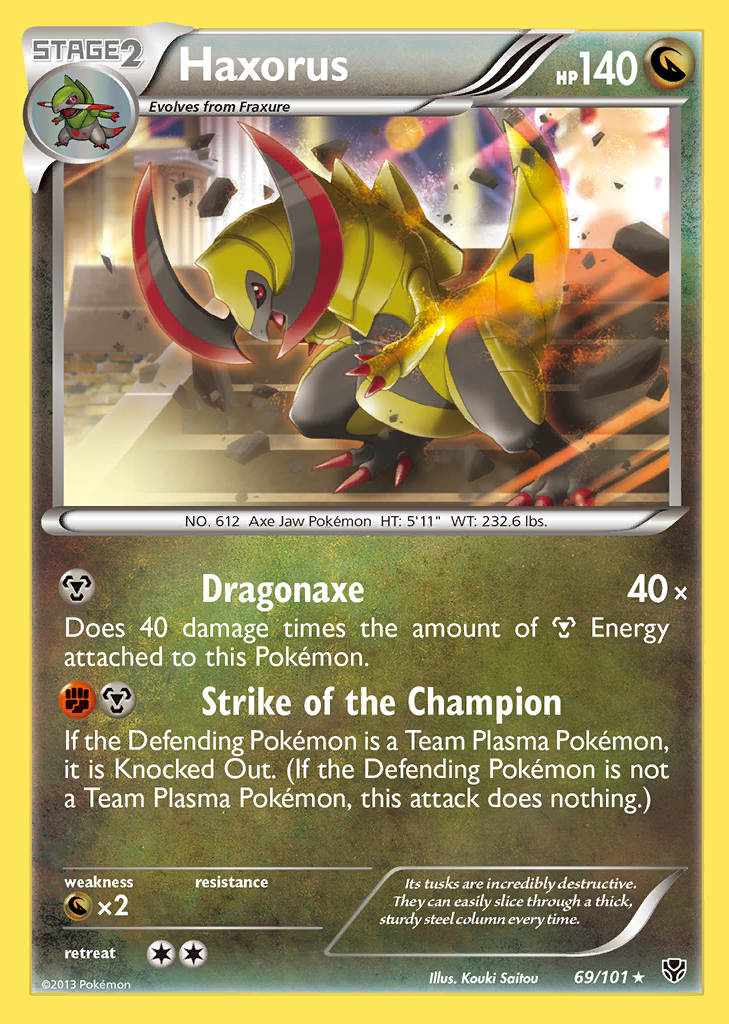 STAGE2
Haxorus
HP140
Evolves from Fraxure
NO. 612 Axe Jaw Pokémon HT: 5'11" WT: 232.6 lbs.
Dragonaxe 40×
Does 40 damage times the amount of Energy
attached to this Pokémon.
Strike of the Champion
If the Defending Pokémon is a Team Plasma Pokémon,
it is Knocked Out. (If the Defending Pokémon is not
a Team Plasma Pokémon, this attack does nothing.)
weakness resistance
×2
retreat
Its tusks are incredibly destructive.
They can easily slice through a thick,
sturdy steel column every time.
©2013 Pokémon
Illus. Kouki Saitou 69/101 ★